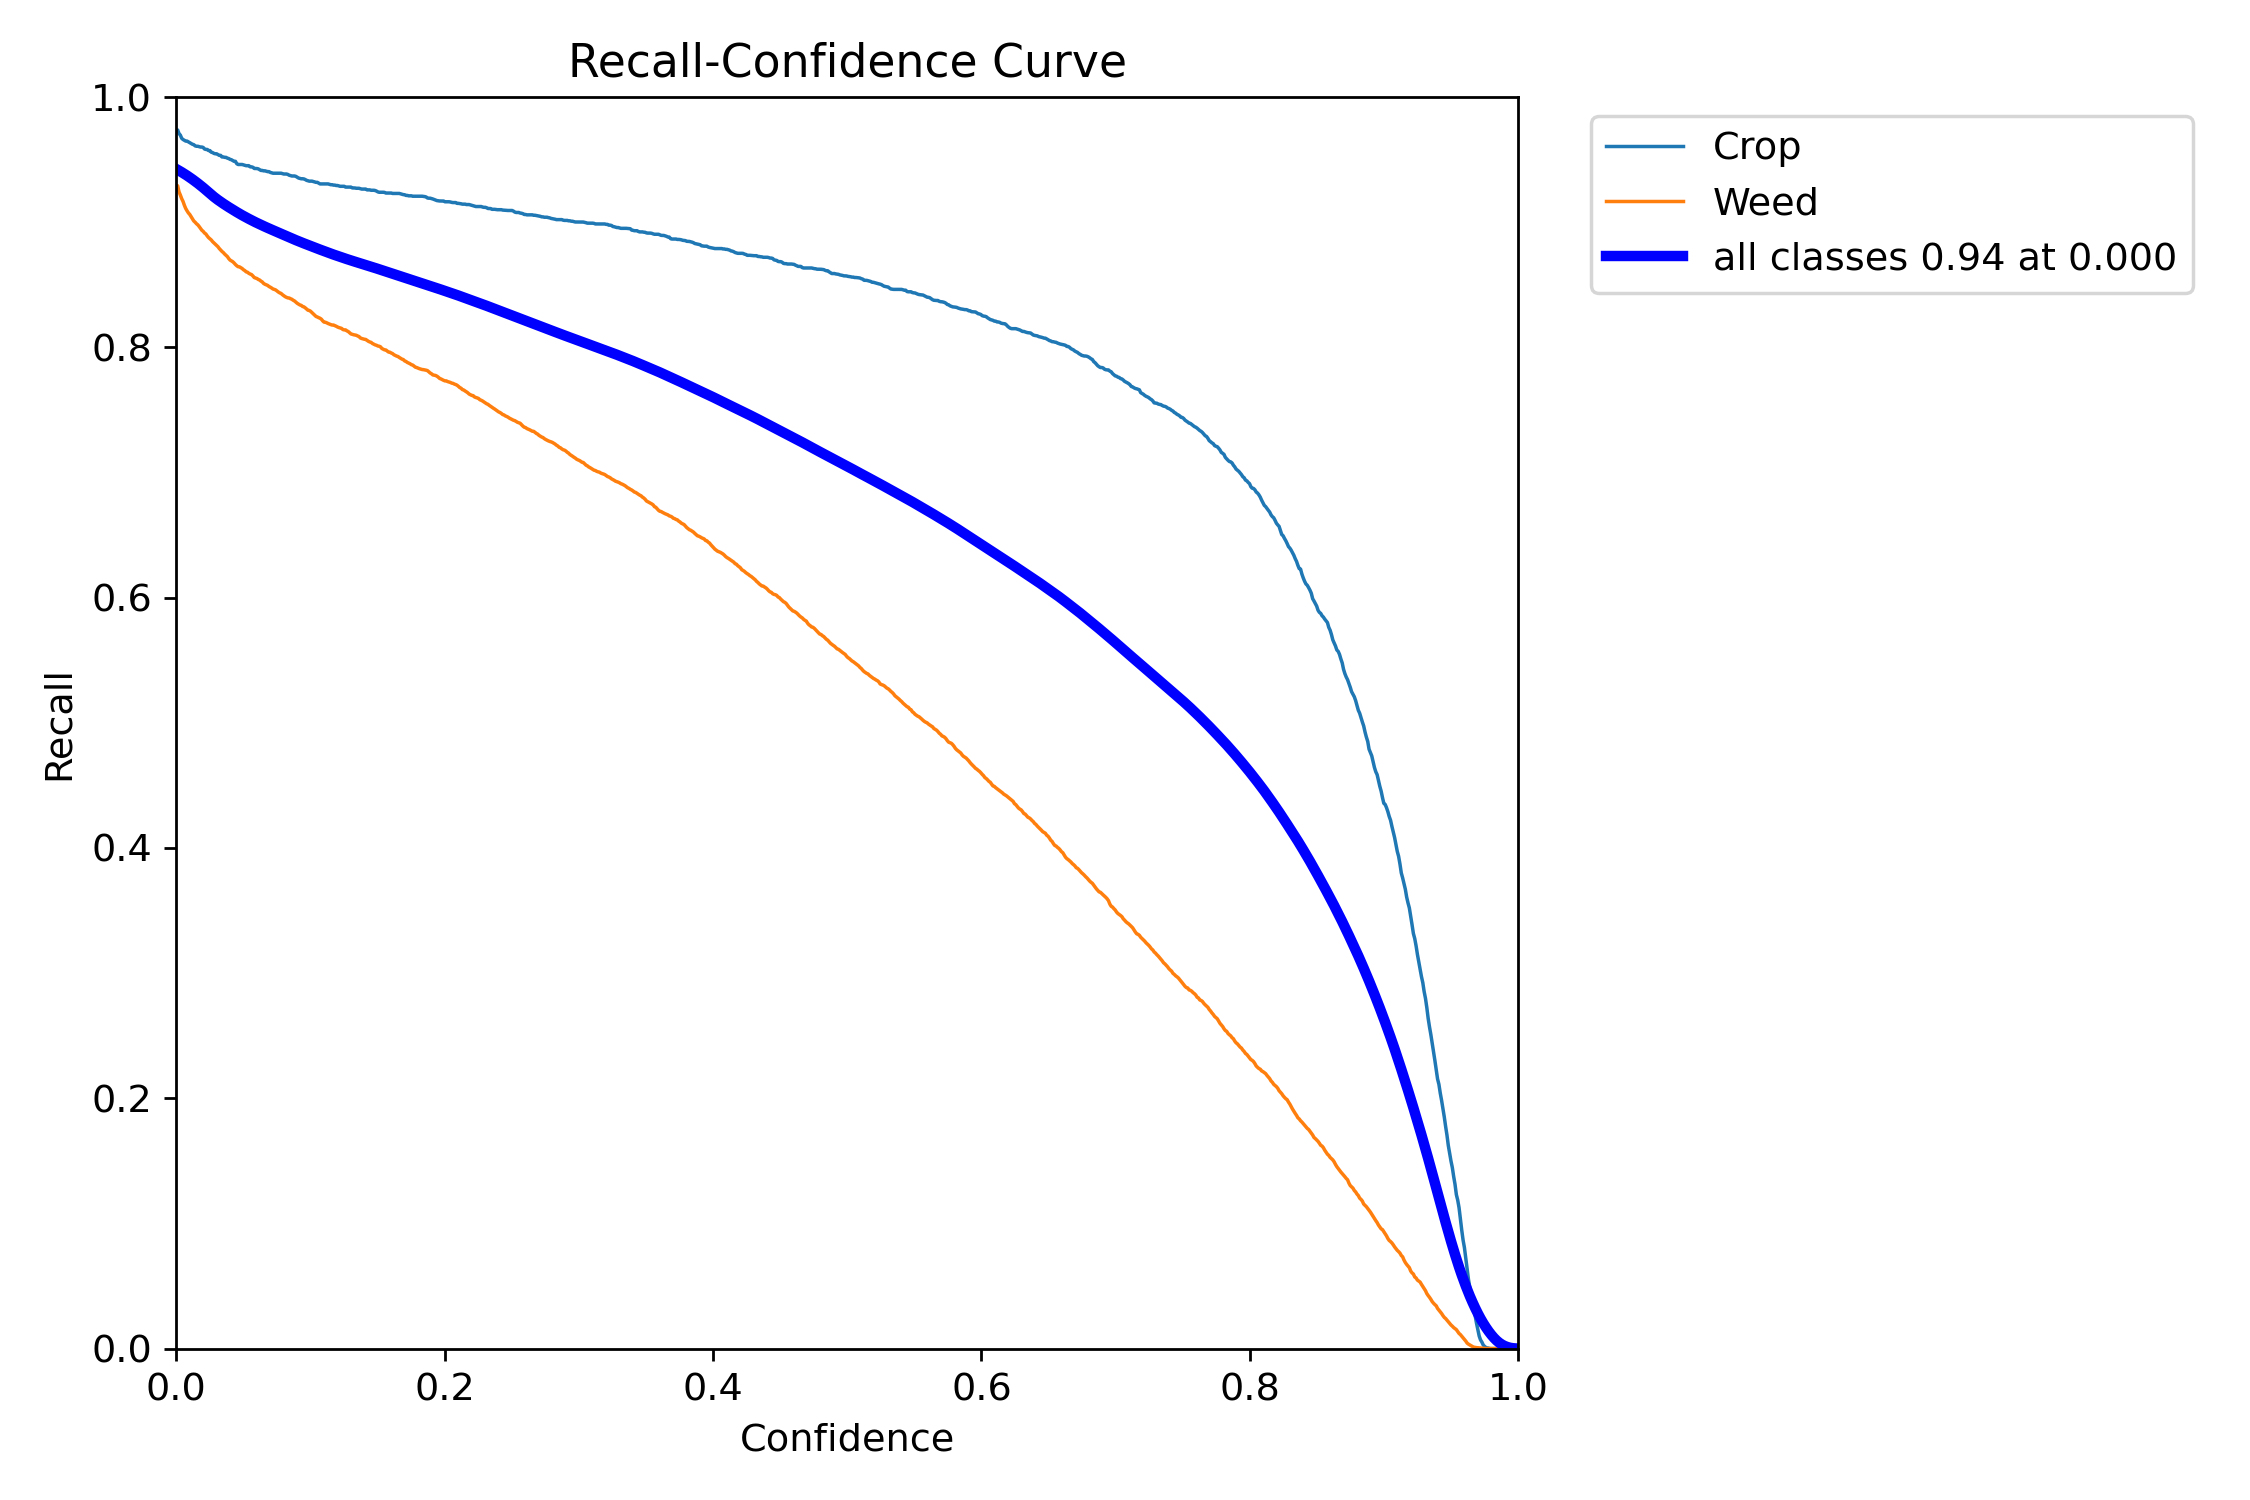 Recall-Confidence Curve
1.0
0.8
0.6
0.4
0.2
0.0
Recall
0.0 0.2 0.4 0.6 0.8 1.0
Confidence
Crop
Weed
all classes 0.94 at 0.000